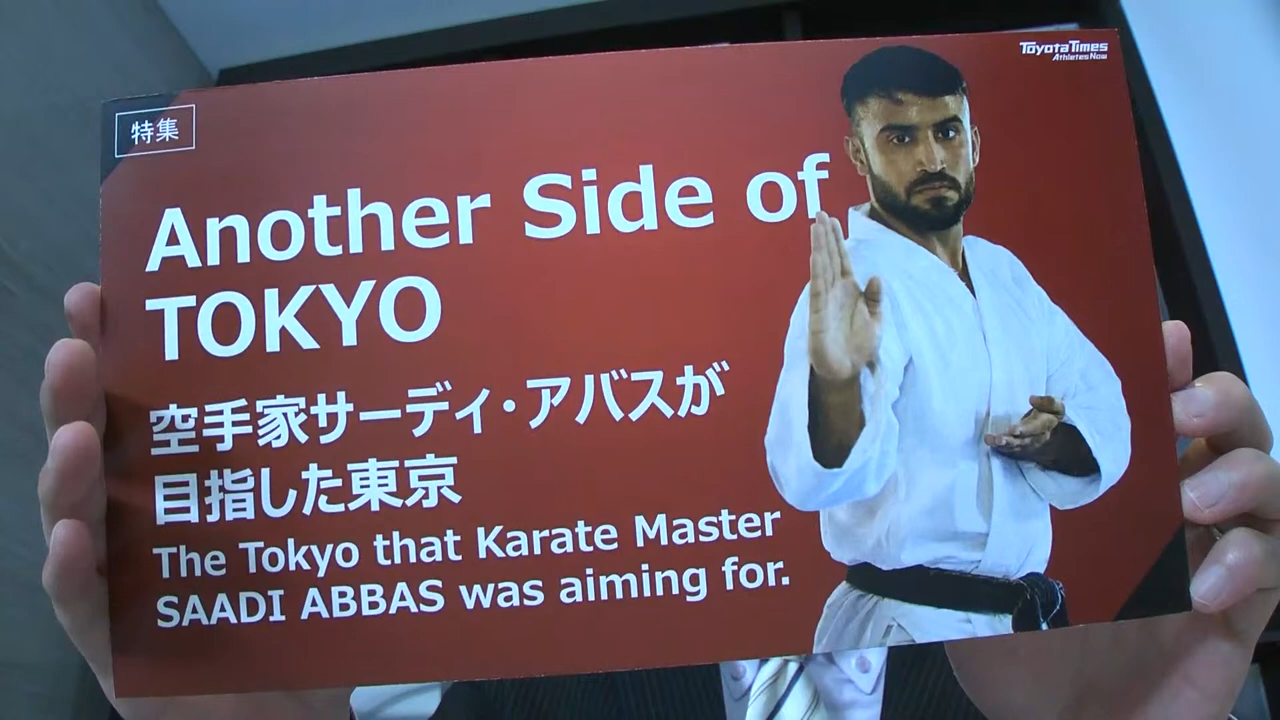 ToyotaTimes
Athletes Now
特集
Another Side of
TOKYO
空手家サーディ・アバスが
目指した東京
The Tokyo that Karate Master
SAADI ABBAS was aiming for.